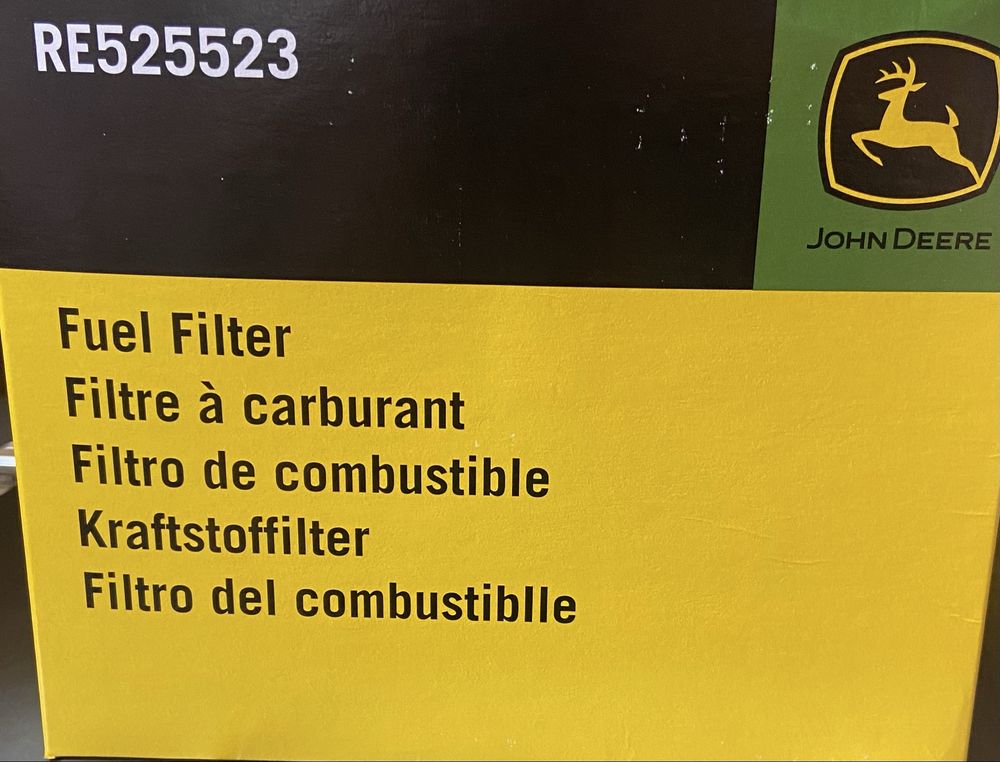 RE525523
JOHN DEERE
Fuel Filter
Filtre à carburant
Filtro de combustible
Kraftstoffilter
Filtro del combustiblle